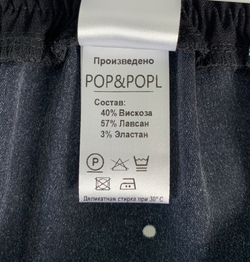 Произведено
POP&POPL
Состав:
40% Вискоза
57% Лавсан
3% Эластан
P
Деликатная стирка при 30° C